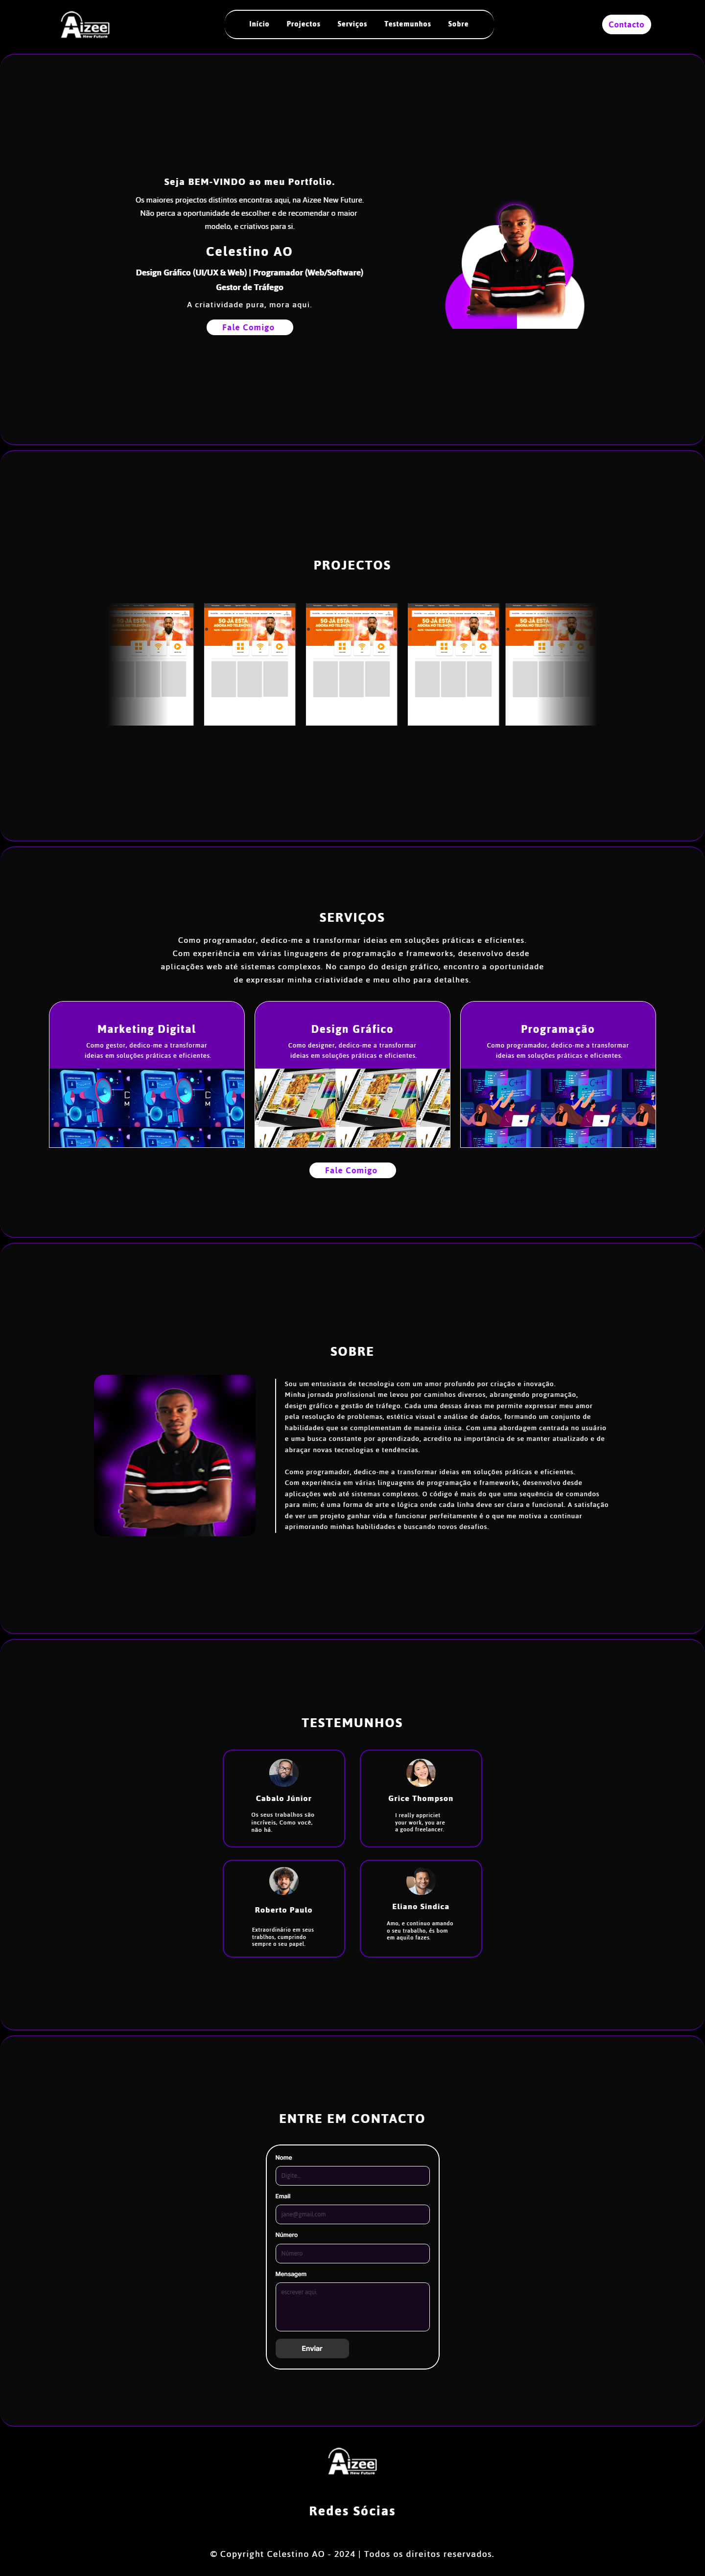 Aizee
New Future
Início Projectos Serviços Testemunhos Sobre
Contacto
Seja BEM-VINDO ao meu Portfolio.
Os maiores projectos distintos encontras aqui, na Aizee New Future.
Não perca a oportunidade de escolher e de recomendar o maior
modelo, e criativos para si.
Celestino AO
Design Gráfico (UI/UX & Web) | Programador (Web/Software)
Gestor de Tráfego
A criatividade pura, mora aqui.
Fale Comigo
PROJECTOS
SO JÁ ESTÁ
SO JÁ ESTÁ
SO JÁ ESTÁ
SO JÁ ESTÁ
SO JÁ ESTÁ
SERVIÇOS
Como programador, dedico-me a transformar ideias em soluções práticas e eficientes.
Com experiência em várias linguagens de programação e frameworks, desenvolvo desde
aplicações web até sistemas complexos. No campo do design gráfico, encontro a oportunidade
de expressar minha criatividade e meu olho para detalhes.
Marketing Digital
Como gestor, dedico-me a transformar
ideias em soluções práticas e eficientes.
Design Gráfico
Como designer, dedico-me a transformar
ideias em soluções práticas e eficientes.
Programação
Como programador, dedico-me a transformar
ideias em soluções práticas e eficientes.
Fale Comigo
SOBRE
Sou um entusiasta de tecnologia com um amor profundo por criação e inovação.
Minha jornada profissional me levou por caminhos diversos, abrangendo programação,
design gráfico e gestão de tráfego. Cada uma dessas áreas me permite expressar meu amor
pela resolução de problemas, estética visual e análise de dados, formando um conjunto de
habilidades que se complementam de maneira única. Com uma abordagem centrada no usuário
e uma busca constante por aprendizado, acredito na importância de se manter atualizado e de
abraçar novas tecnologias e tendências.
Como programador, dedico-me a transformar ideias em soluções práticas e eficientes.
Com experiência em várias linguagens de programação e frameworks, desenvolvo desde
aplicações web até sistemas complexos. O código é mais do que uma sequência de comandos
para mim; é uma forma de arte e lógica onde cada linha deve ser clara e funcional. A satisfação
de ver um projeto ganhar vida e funcionar perfeitamente é o que me motiva a continuar
aprimorando minhas habilidades e buscando novos desafios.
TESTEMUNHOS
Cabalo Júnior
Os seus trabalhos são
incríveis, Como você,
não há.
Grice Thompson
I really appriciet
your work, you are
a good freelancer.
Roberto Paulo
Extraordinário em seus
trablhos, cumprindo
sempre o seu papel.
Eliano Sindica
Amo, e continuo amando
o seu trabalho, és bom
em aquilo fazes.
ENTRE EM CONTACTO
Nome
Digite..
Email
jane@gmail.com
Número
Número
Mensagem
escrever aqui.
Enviar
Aizee
New Future
Redes Sócias
© Copyright Celestino AO - 2024 | Todos os direitos reservados.